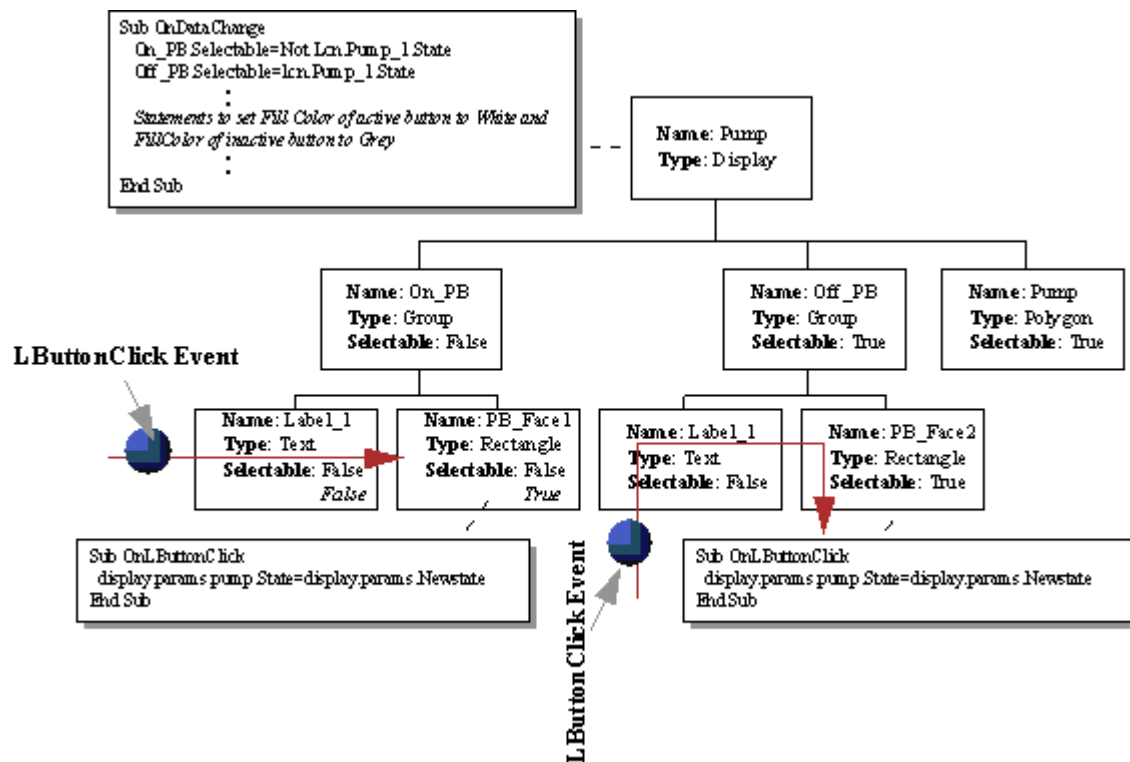 Sub OnDataChange
On_PB.Selectable=Not Lcn.Pump_1.State
Off_PB.Selectable=lcn.Pump_1.State
Statements to set Fill Color of active button to White and
FillColor of inactive button to Grey
End Sub
Name: Pump
Type: Display
Name: On_PB
Type: Group
Selectable: False
Name: Off_PB
Type: Group
Selectable: True
Name: Pump
Type: Polygon
Selectable: True
LButtonClick Event
Name: Label_1
Type: Text
Selectable: False
False
Name: PB_Face1
Type: Rectangle
Selectable: False
True
Name: Label_1
Type: Text
Selectable: False
Name: PB_Face2
Type: Rectangle
Selectable: True
Sub OnLButtonClick
display.params.pump.State=display.params.Newstate
End Sub
LButtonClick Event
Sub OnLButtonClick
display.params.pump.State=display.params.Newstate
End Sub